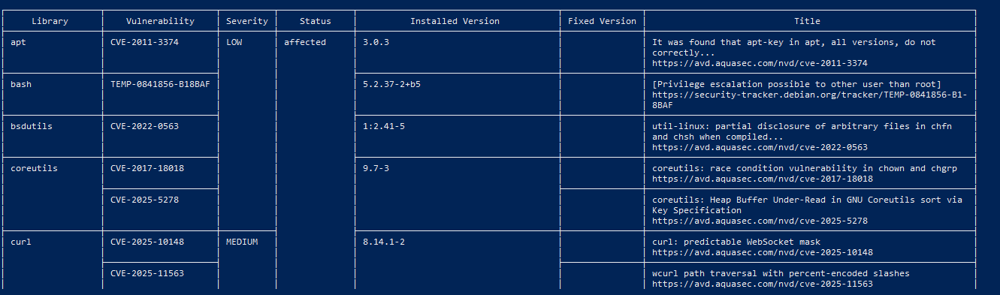 Library Vulnerability Severity Status Installed Version Fixed Version Title
apt CVE-2011-3374 LOW affected 3.0.3 It was found that apt-key in apt, all versions, do not
correctly...
https://avd.aquasec.com/nvd/cve-2011-3374
bash TEMP-0841856-B18BAF 5.2.37-2+b5 [Privilege escalation possible to other user than root]
https://security-tracker.debian.org/tracker/TEMP-0841856-B1-
8BAF
bsdutils CVE-2022-0563 1:2.41-5 util-linux: partial disclosure of arbitrary files in chfn
and chsh when compiled...
https://avd.aquasec.com/nvd/cve-2022-0563
coreutils CVE-2017-18018 9.7-3 coreutils: race condition vulnerability in chown and chgrp
https://avd.aquasec.com/nvd/cve-2017-18018
CVE-2025-5278 coreutils: Heap Buffer Under-Read in GNU Coreutils sort via
Key Specification
https://avd.aquasec.com/nvd/cve-2025-5278
curl CVE-2025-10148 MEDIUM 8.14.1-2 curl: predictable WebSocket mask
https://avd.aquasec.com/nvd/cve-2025-10148
CVE-2025-11563 wcurl path traversal with percent-encoded slashes
https://avd.aquasec.com/nvd/cve-2025-11563